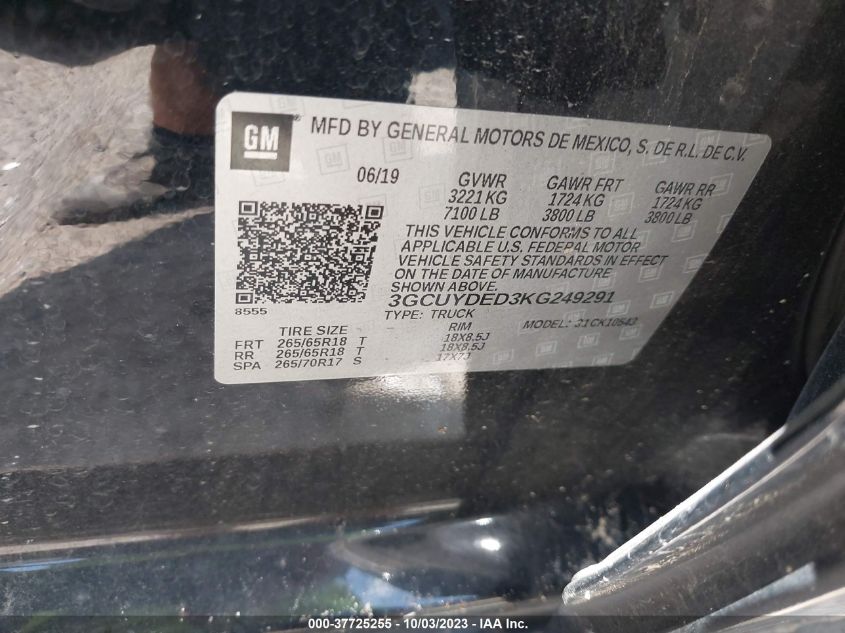 GM ® MFD BY GENERAL MOTORS DE MEXICO, S. DE R.L. DE C.V.
06/19 GVWR GAWR FRT GAWR RR
3221 KG 1724 KG 1724 KG
7100 LB 3800 LB 3800 LB
THIS VEHICLE CONFORMS TO ALL
APPLICABLE U.S. FEDERAL MOTOR
VEHICLE SAFETY STANDARDS IN EFFECT
ON THE DATE OF MANUFACTURE
SHOWN ABOVE.
3GCUYDED3KG249291
8555 TYPE: TRUCK MODEL: 31CK10543
TIRE SIZE RIM
FRT 265/65R18 T 18X8.5J
RR 265/65R18 T 18X8.5J
SPA 265/70R17 S 17X7J
000-37725255 - 10/03/2023 - IAA Inc.